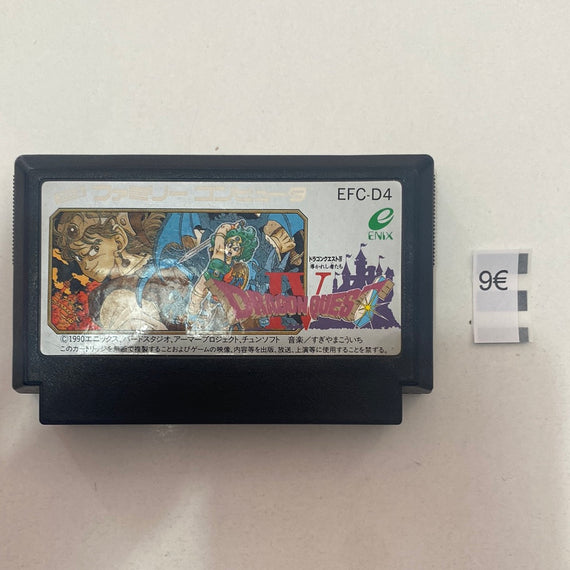 ファミリーコンピュータ
EFC-D4
ENIX
ドラゴンクエストIV
導かれし者たち
IV
DRAGON QUEST
9€
©1990エニックス、バードスタジオ、アーマープロジェクト、チュンソフト 音楽/すぎやまこういち
このカートリッジを無断で複製することおよびゲームの映像、内容等を出版、放送、上演等に使用することを禁ずる。